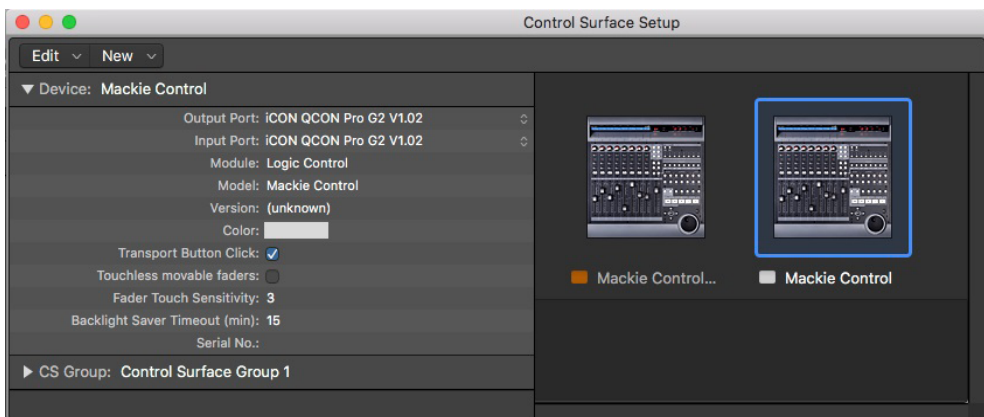 Control Surface Setup
Edit New
Device: Mackie Control
Output Port: iCON QCON Pro G2 V1.02
Input Port: iCON QCON Pro G2 V1.02
Module: Logic Control
Model: Mackie Control
Version: (unknown)
Color:
Transport Button Click:
Touchless movable faders:
Fader Touch Sensitivity: 3
Backlight Saver Timeout (min): 15
Serial No.:
CS Group: Control Surface Group 1
Mackie Control...
Mackie Control